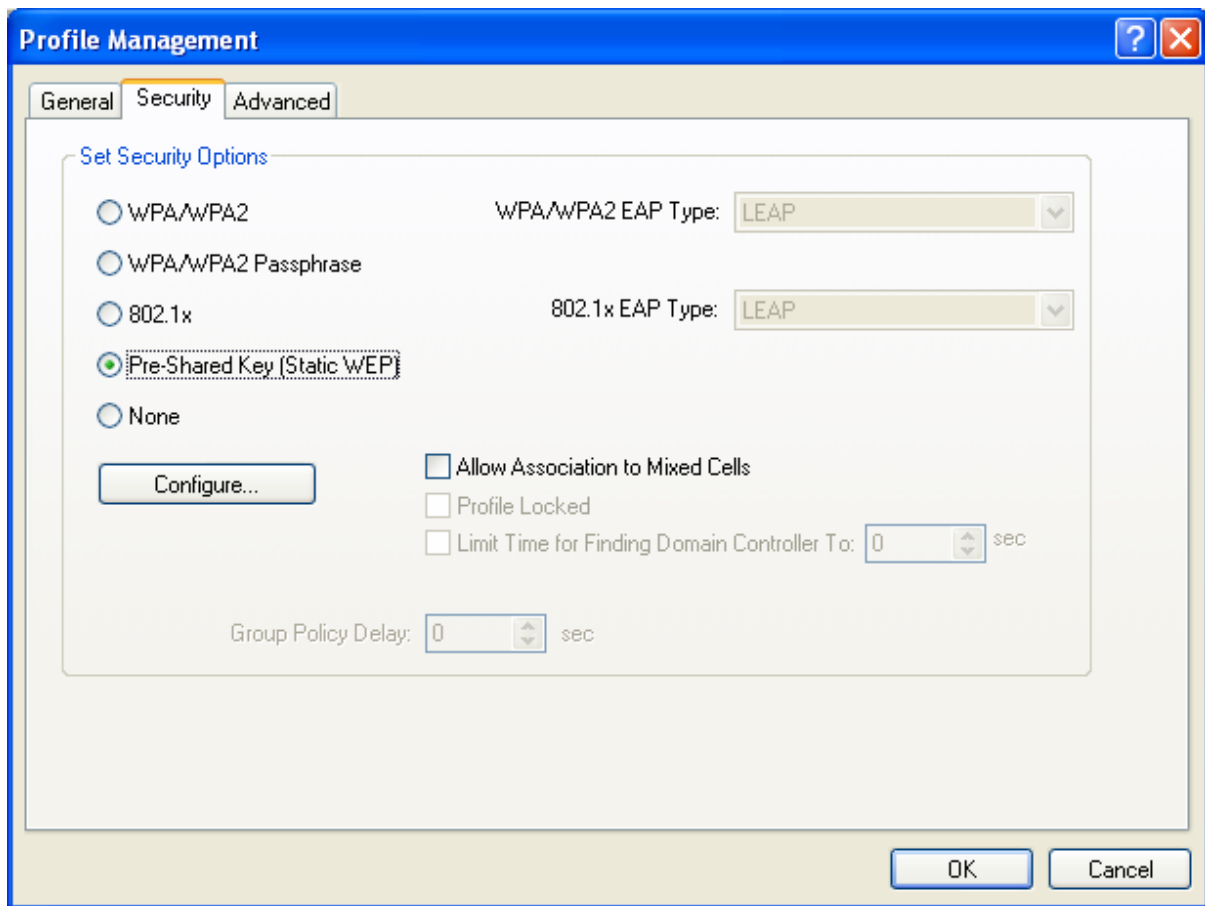 Profile Management
General Security Advanced
Set Security Options
WPA/WPA2 WPA/WPA2 EAP Type: LEAP
WPA/WPA2 Passphrase
802.1x 802.1x EAP Type: LEAP
Pre-Shared Key (Static WEP)
None
Configure... Allow Association to Mixed Cells
Profile Locked
Limit Time for Finding Domain Controller To: 0 sec
Group Policy Delay: 0 sec
OK Cancel